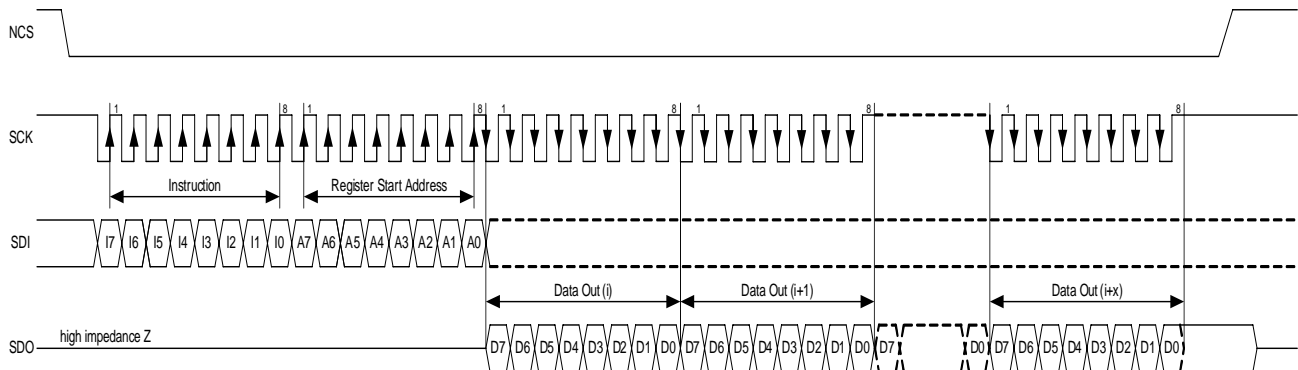 NCS
1 8 1 8 1 8 1 8 1 8
SCK
Instruction Register Start Address
SDI I7 I6 I5 I4 I3 I2 I1 I0 A7 A6 A5 A4 A3 A2 A1 A0
Data Out (i) Data Out (i+1) Data Out (i+x)
high impedance Z
SDO D7 D6 D5 D4 D3 D2 D1 D0 D7 D6 D5 D4 D3 D2 D1 D0 D7 D0 D7 D6 D5 D4 D3 D2 D1 D0